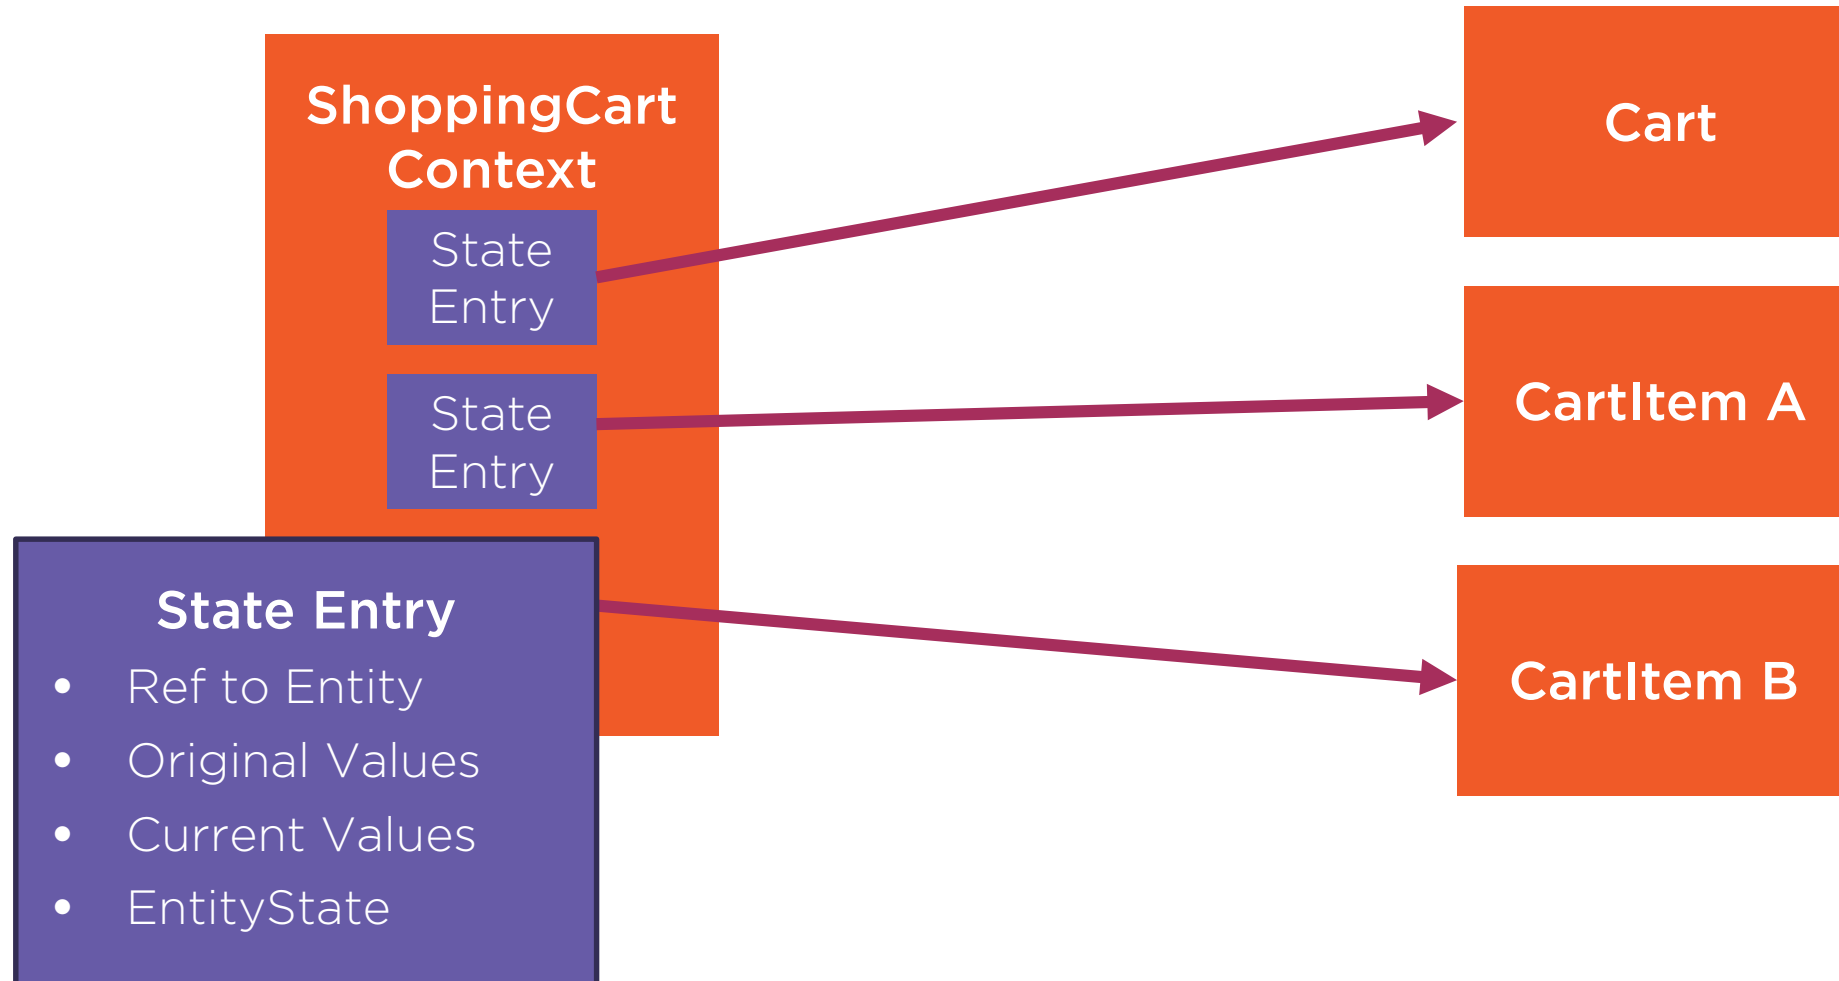 ShoppingCart
Context
State
Entry
State
Entry
State Entry
• Ref to Entity
• Original Values
• Current Values
• EntityState
Cart
CartItem A
CartItem B